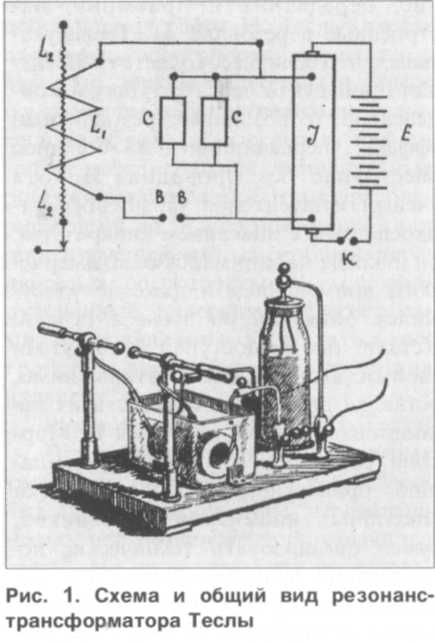 L₂
L₁
C
C
J
E
B
L₂
K
Рис. 1. Схема и общий вид резонанс-
трансформатора Теслы